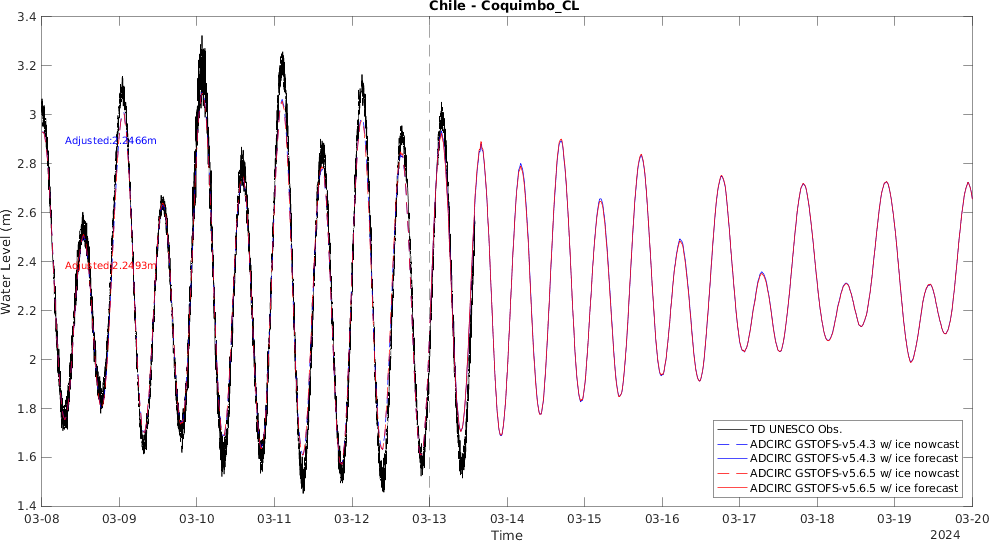 Chile - Coquimbo_CL
3.4
3.2
3
2.8
2.6
2.4
2.2
2
1.8
1.6
1.4
Water Level (m)
Adjusted:2.2466m
Adjusted:2.2493m
TD UNESCO Obs.
ADCIRC GSTOFS-v5.4.3 w/ ice nowcast
ADCIRC GSTOFS-v5.4.3 w/ ice forecast
ADCIRC GSTOFS-v5.6.5 w/ ice nowcast
ADCIRC GSTOFS-v5.6.5 w/ ice forecast
03-08 03-09 03-10 03-11 03-12 03-13 03-14 03-15 03-16 03-17 03-18 03-19 03-20
Time
2024